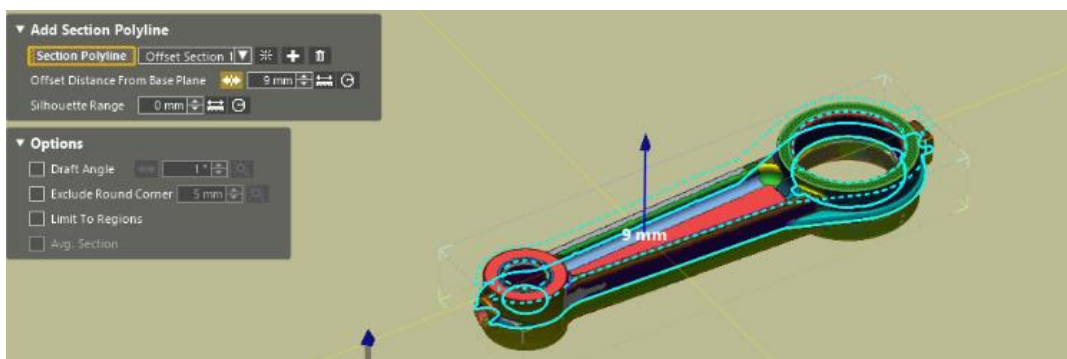 Add Section Polyline
Section Polyline Offset Section 1
Offset Distance From Base Plane 9 mm
Silhouette Range 0 mm
Options
Draft Angle 1 °
Exclude Round Corner 5 mm
Limit To Regions
Avg. Section
9 mm